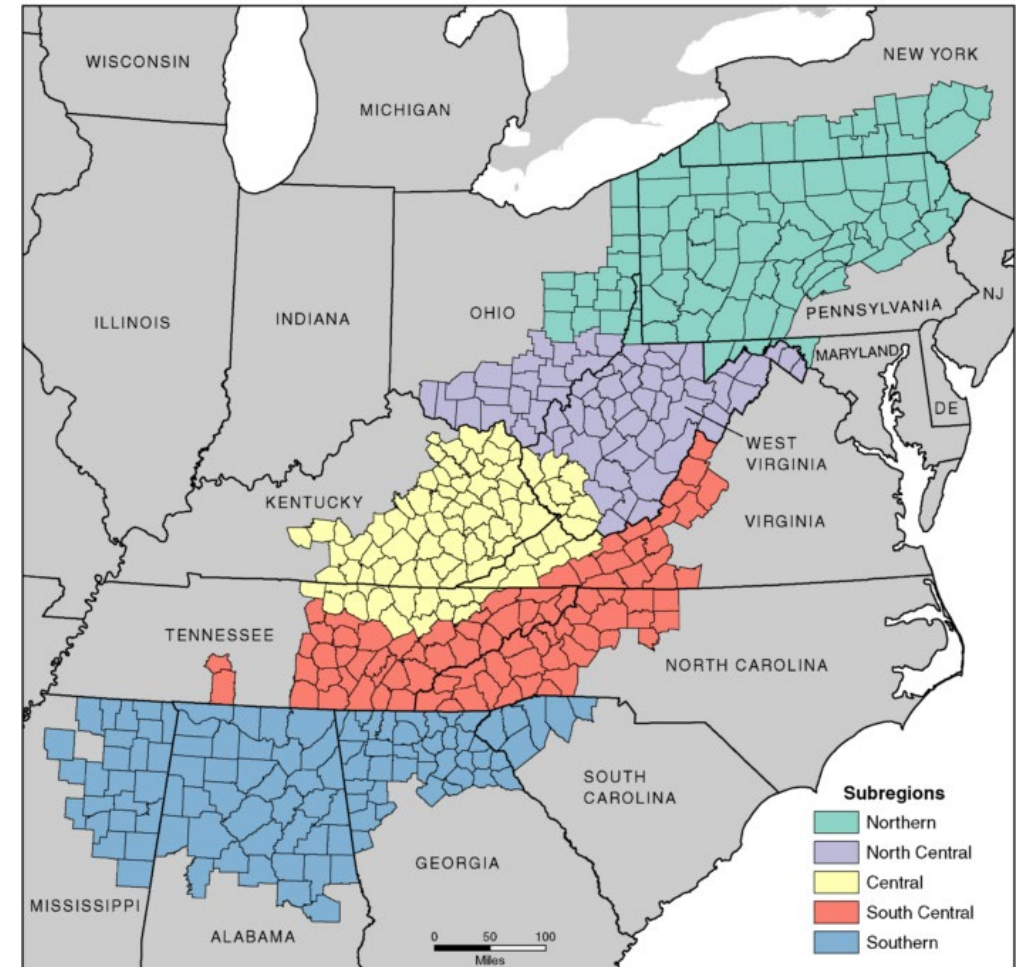 WISCONSIN
NEW YORK
MICHIGAN
ILLINOIS
INDIANA
OHIO
PENNSYLVANIA
NJ
MARYLAND
DE
WEST
VIRGINIA
KENTUCKY
VIRGINIA
TENNESSEE
NORTH CAROLINA
SOUTH
CAROLINA
GEORGIA
MISSISSIPPI
ALABAMA
0 50 100
Miles
Subregions
Northern
North Central
Central
South Central
Southern